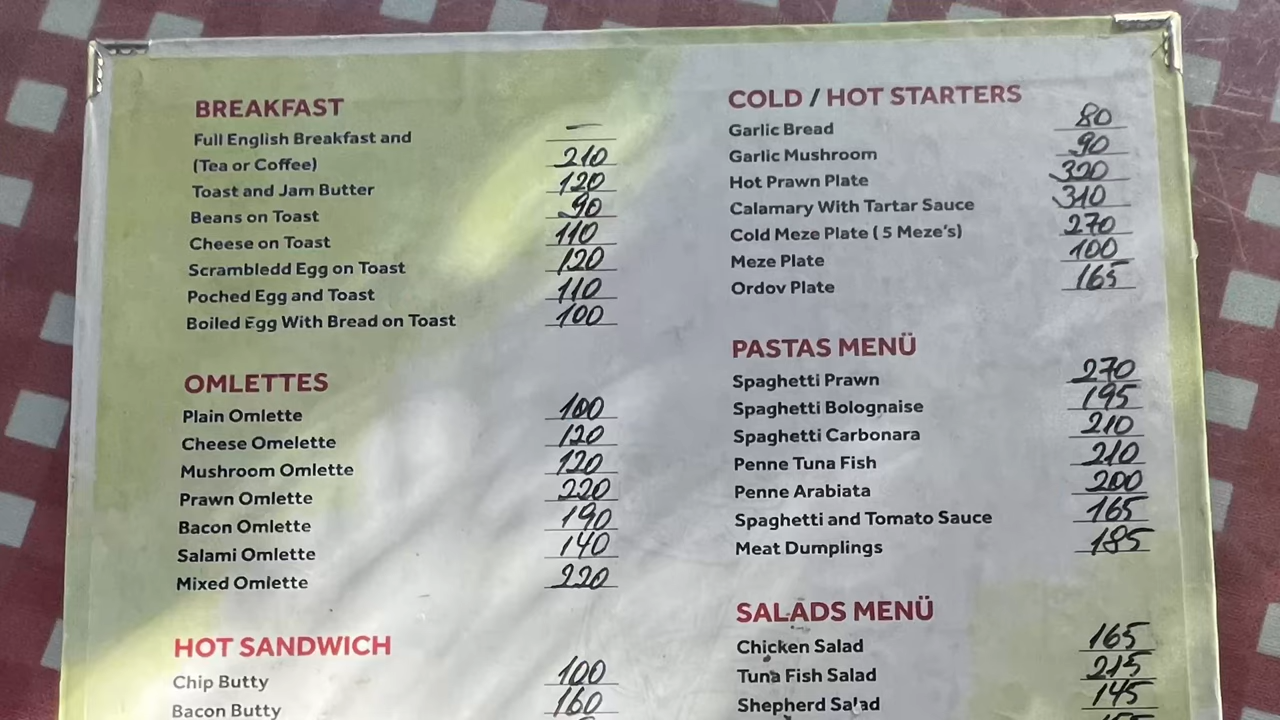 BREAKFAST
Full English Breakfast and —
(Tea or Coffee) 210
Toast and Jam Butter 120
Beans on Toast 90
Cheese on Toast 110
Scrambledd Egg on Toast 120
Poched Egg and Toast 110
Boiled Egg With Bread on Toast 100
OMLETTES
Plain Omlette 100
Cheese Omelette 120
Mushroom Omlette 120
Prawn Omlette 220
Bacon Omlette 190
Salami Omlette 140
Mixed Omlette 220
HOT SANDWICH
Chip Butty 100
Bacon Butty 160
COLD / HOT STARTERS
Garlic Bread 80
Garlic Mushroom 90
Hot Prawn Plate 320
Calamary With Tartar Sauce 310
Cold Meze Plate ( 5 Meze's) 270
Meze Plate 100
Ordov Plate 165
PASTAS MENÜ
Spaghetti Prawn 270
Spaghetti Bolognaise 195
Spaghetti Carbonara 210
Penne Tuna Fish 210
Penne Arabiata 200
Spaghetti and Tomato Sauce 165
Meat Dumplings 185
SALADS MENÜ
Chicken Salad 165
Tuna Fish Salad 215
Shepherd Salad 145